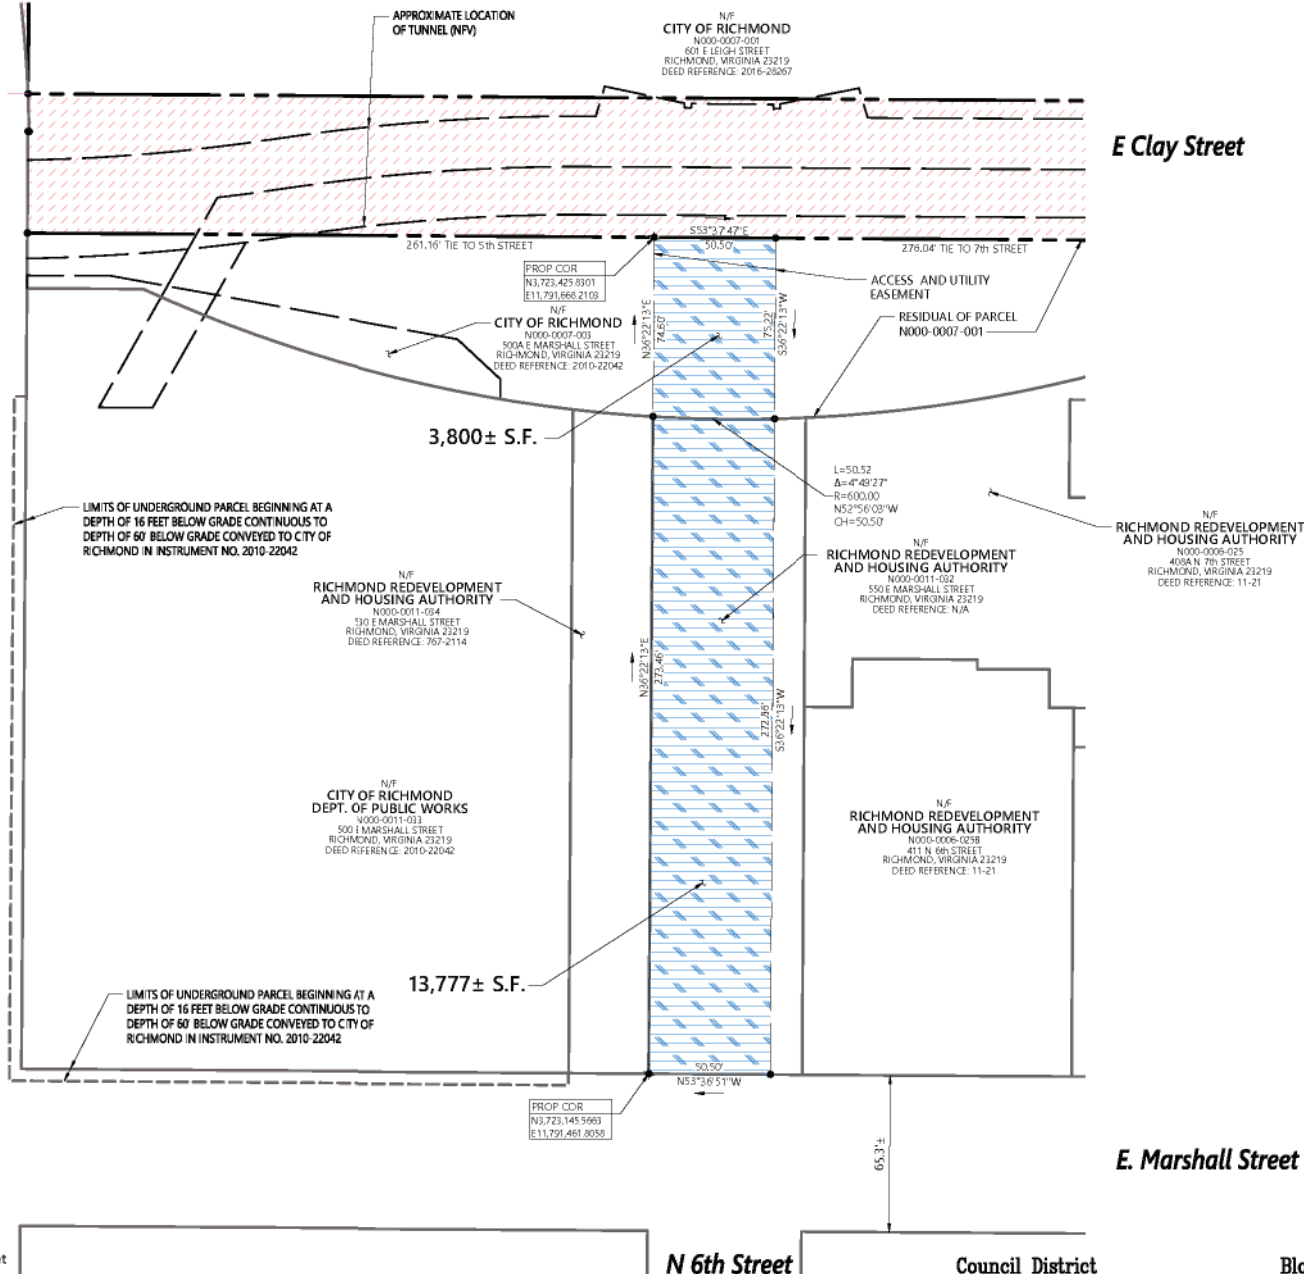 APPROXIMATE LOCATION
OF TUNNEL (NFV)
N/F
CITY OF RICHMOND
N000-0007-001
601 E LEIGH STREET
RICHMOND, VIRGINIA 23219
DEED REFERENCE: 2016-28267
E Clay Street
S53°37'47"E
50.50'
261.16' TIE TO 5th STREET
276.04' TIE TO 7th STREET
PROP COR
N3,723,425.8301
E11,791,668.2103
ACCESS AND UTILITY
EASEMENT
RESIDUAL OF PARCEL
N000-0007-001
N/F
CITY OF RICHMOND
N000-0007-003
500A E MARSHALL STREET
RICHMOND, VIRGINIA 23219
DEED REFERENCE: 2010-22042
N36°22'13"E
74.60'
75.22'
S36°22'13"W
3,800± S.F.
L=50.52
Δ=4°49'27"
R=600.00
N52°56'03"W
CH=50.50'
LIMITS OF UNDERGROUND PARCEL BEGINNING AT A
DEPTH OF 16 FEET BELOW GRADE CONTINUOUS TO
DEPTH OF 60' BELOW GRADE CONVEYED TO CITY OF
RICHMOND IN INSTRUMENT NO. 2010-22042
N/F
RICHMOND REDEVELOPMENT
AND HOUSING AUTHORITY
N000-0006-025
408A N 7th STREET
RICHMOND, VIRGINIA 23219
DEED REFERENCE: 11-21
N/F
RICHMOND REDEVELOPMENT
AND HOUSING AUTHORITY
N000-0011-032
550 E MARSHALL STREET
RICHMOND, VIRGINIA 23219
DEED REFERENCE: N/A
N/F
RICHMOND REDEVELOPMENT
AND HOUSING AUTHORITY
N000-0011-034
530 E MARSHALL STREET
RICHMOND, VIRGINIA 23219
DEED REFERENCE: 767-2114
N36°22'13"E
273.46'
272.86'
S36°22'13"W
N/F
CITY OF RICHMOND
DEPT. OF PUBLIC WORKS
N000-0011-033
500 E MARSHALL STREET
RICHMOND, VIRGINIA 23219
DEED REFERENCE: 2010-22042
N/F
RICHMOND REDEVELOPMENT
AND HOUSING AUTHORITY
N000-0006-025B
411 N 6th STREET
RICHMOND, VIRGINIA 23219
DEED REFERENCE: 11-21
13,777± S.F.
LIMITS OF UNDERGROUND PARCEL BEGINNING AT A
DEPTH OF 16 FEET BELOW GRADE CONTINUOUS TO
DEPTH OF 60' BELOW GRADE CONVEYED TO CITY OF
RICHMOND IN INSTRUMENT NO. 2010-22042
50.50'
N53°36'51"W
PROP COR
N3,723,145.5663
E11,791,461.8058
65.3'±
E. Marshall Street
et
N 6th Street
Council District
Blo